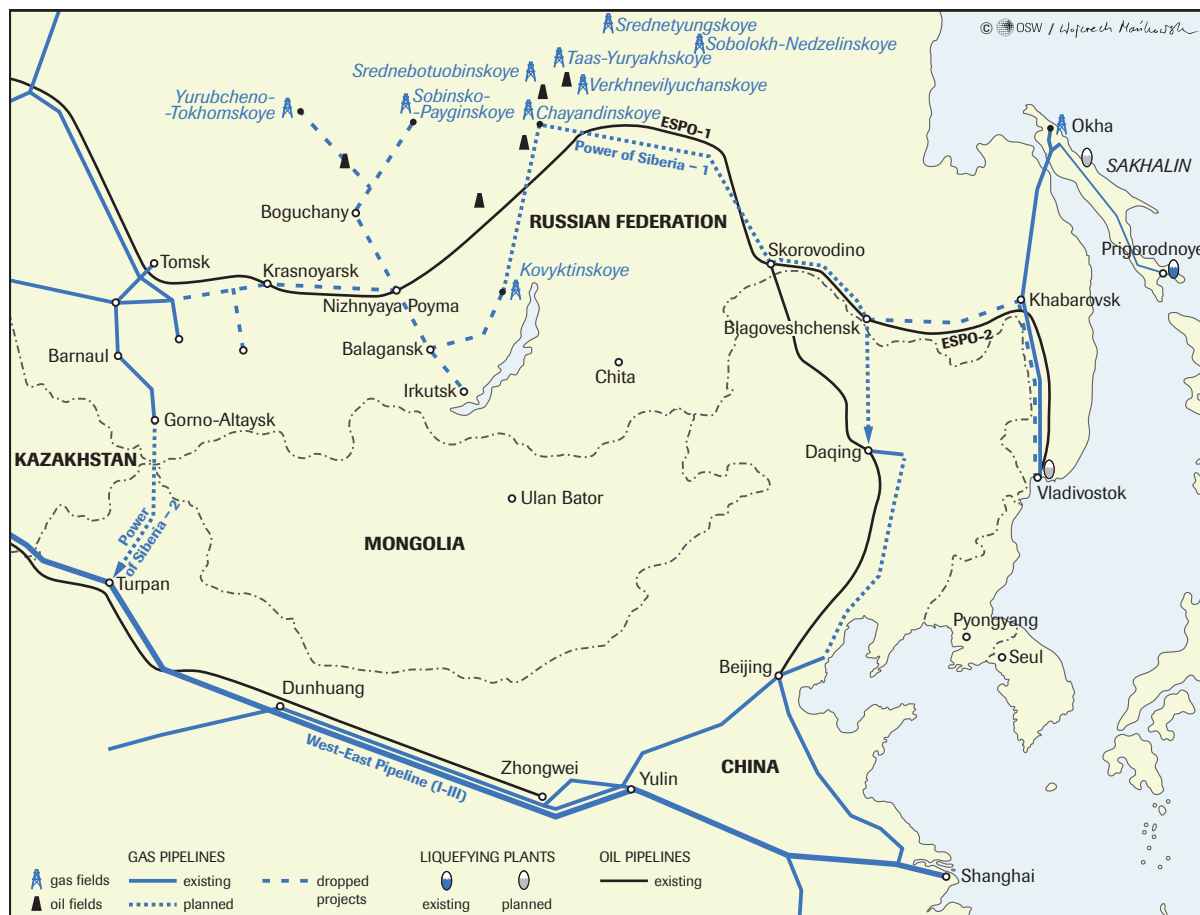 © OSW / Wojciech Mańkowski
Srednetyungskoye
Sobolokh-Nedzelinskoye
Taas-Yuryakhskoye
Srednebotuobinskoye
Verkhnevilyuchanskoye
Yurubcheno-
-Tokhomskoye
Sobinsko-
-Payginskoye
Chayandinskoye
ESPO-1
Power of Siberia – 1
Okha
SAKHALIN
Boguchany
RUSSIAN FEDERATION
Prigorodnoye
Tomsk
Krasnoyarsk
Skorovodino
Kovyktinskoye
Nizhnyaya Poyma
Khabarovsk
Blagoveshchensk
ESPO-2
Barnaul
Balagansk
Chita
Irkutsk
Gorno-Altaysk
KAZAKHSTAN
Daqing
Ulan Bator
Vladivostok
Power
of Siberia – 2
MONGOLIA
Turpan
Pyongyang
Seul
Beijing
Dunhuang
West-East Pipeline (I-III)
Zhongwei
Yulin
CHINA
Shanghai
GAS PIPELINES
LIQUEFYING PLANTS
OIL PIPELINES
gas fields
existing
dropped
projects
existing
oil fields
planned
existing
planned